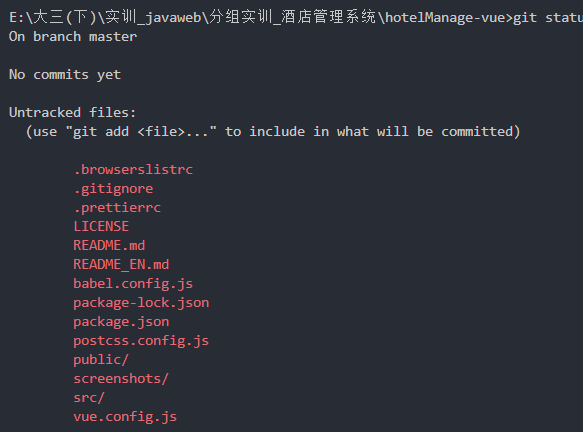 E:\大三(下)\实训_javaweb\分组实训_酒店管理系统\hotelManage-vue>git statu
On branch master
No commits yet
Untracked files:
(use "git add <file>..." to include in what will be committed)
.browserslistrc
.gitignore
.prettierrc
LICENSE
README.md
README_EN.md
babel.config.js
package-lock.json
package.json
postcss.config.js
public/
screenshots/
src/
vue.config.js